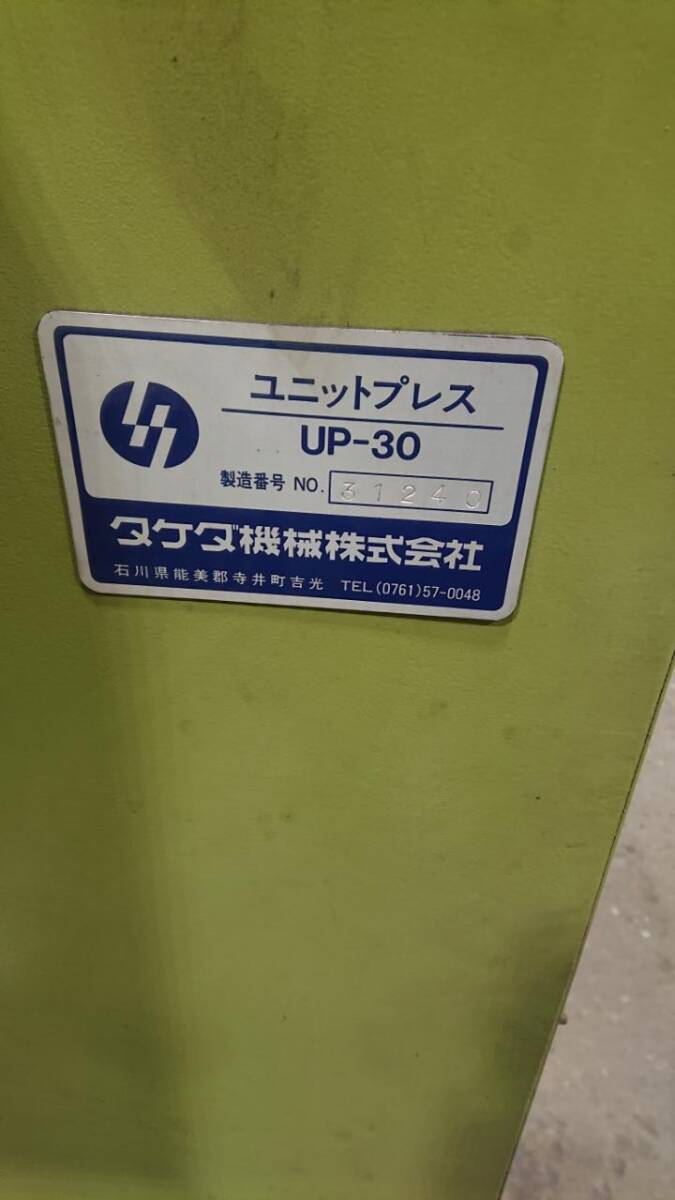 ユニットプレス
UP-30
製造番号 NO. 31240
タケダ機械株式会社
石川県能美郡寺井町吉光 TEL(0761)57-0048